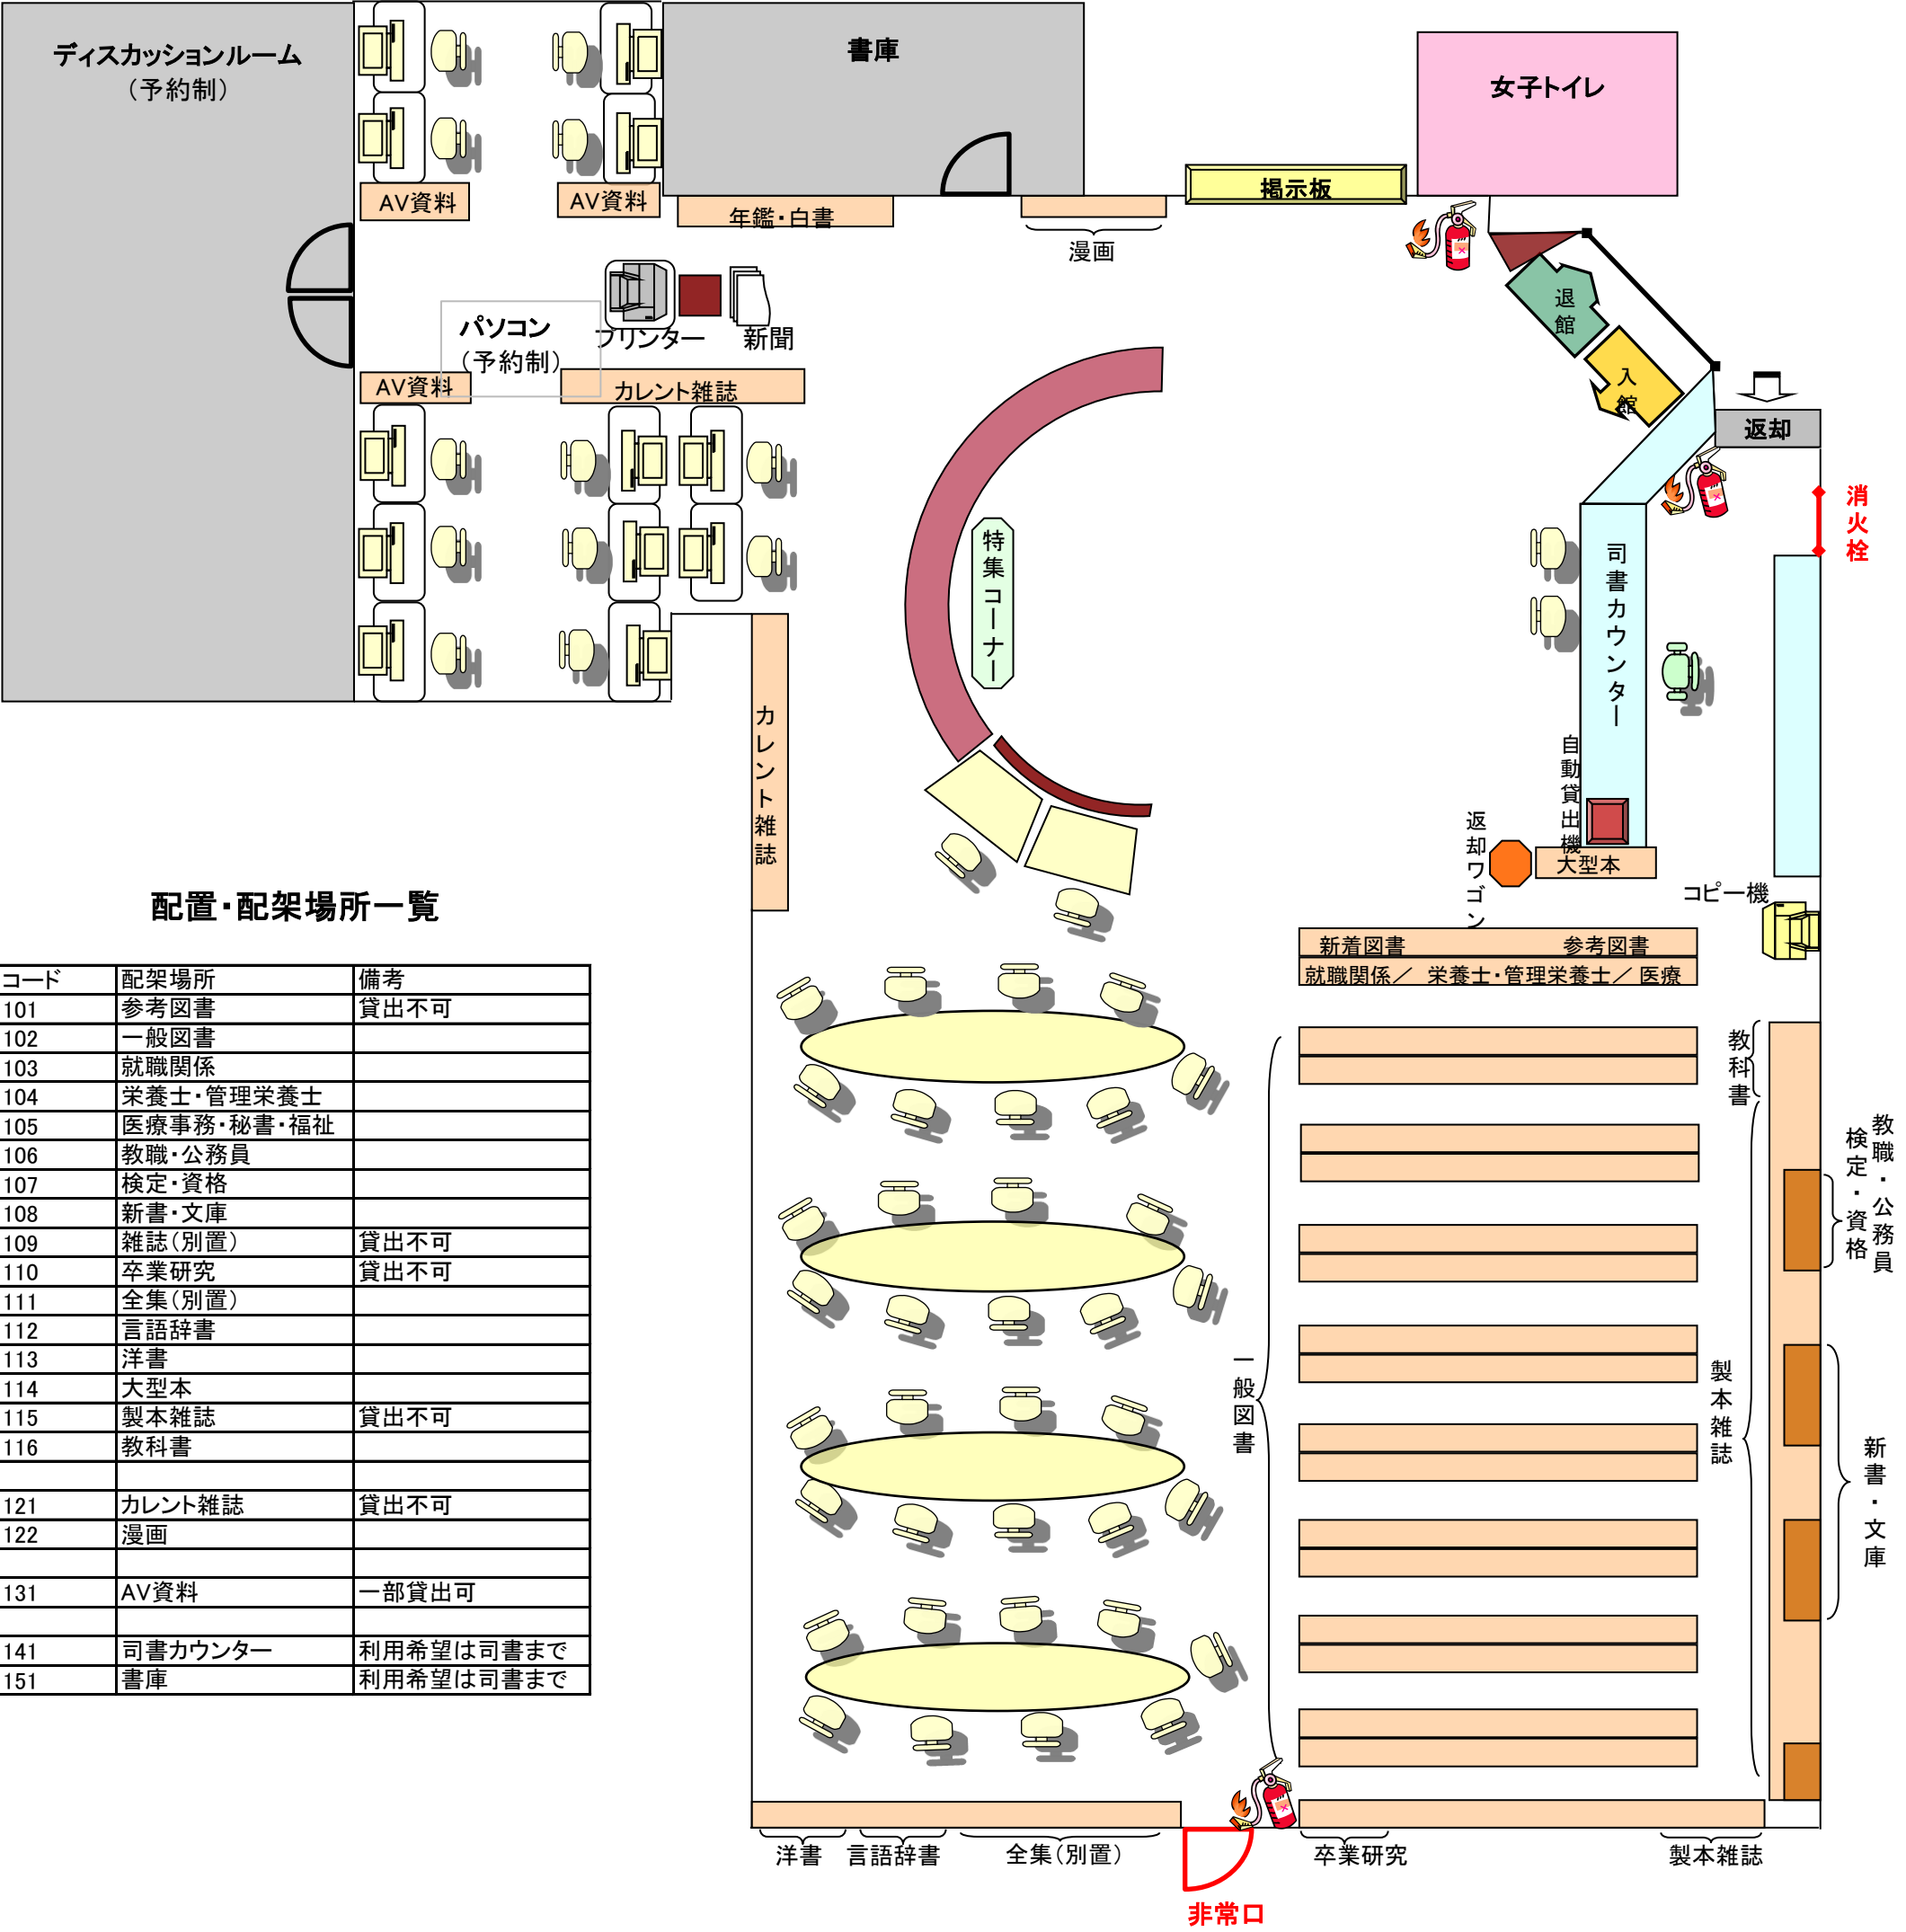 ディスカッションルーム
（予約制）
書庫
女子トイレ
掲示板
AV資料
AV資料
年鑑・白書
漫画
退館
入館
返却
消火栓
パソコン
（予約制）
プリンター
新聞
AV資料
カレント雑誌
特集コーナー
司書カウンター
カレント雑誌
自動貸出機
返却ワゴン
大型本
コピー機
新着図書 参考図書
就職関係／ 栄養士・管理栄養士／ 医療
教科書
教職・公務員
検定・資格
一般図書
製本雑誌
新書・文庫
洋書
言語辞書
全集（別置）
卒業研究
製本雑誌
非常口
配置・配架場所一覧
コード 配架場所 備考
101 参考図書 貸出不可
102 一般図書
103 就職関係
104 栄養士・管理栄養士
105 医療事務・秘書・福祉
106 教職・公務員
107 検定・資格
108 新書・文庫
109 雑誌（別置） 貸出不可
110 卒業研究 貸出不可
111 全集（別置）
112 言語辞書
113 洋書
114 大型本
115 製本雑誌 貸出不可
116 教科書
121 カレント雑誌 貸出不可
122 漫画
131 AV資料 一部貸出可
141 司書カウンター 利用希望は司書まで
151 書庫 利用希望は司書まで